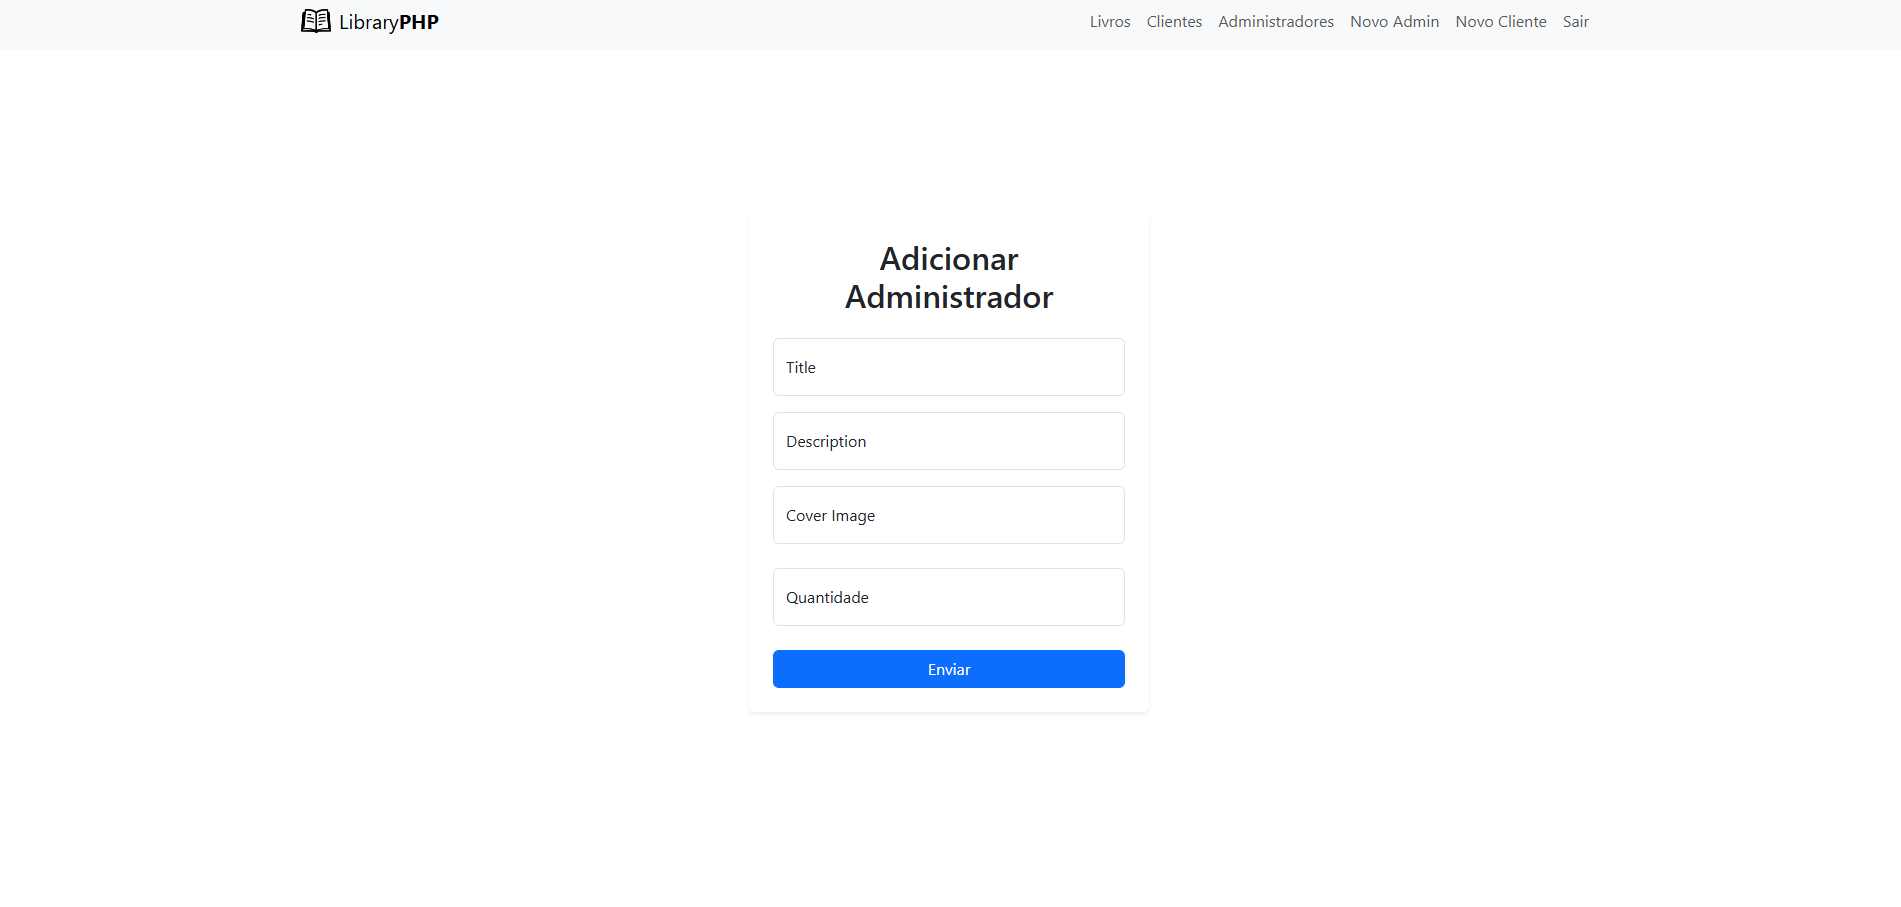 LibraryPHP
Livros Clientes Administradores Novo Admin Novo Cliente Sair
Adicionar
Administrador
Title
Description
Cover Image
Quantidade
Enviar